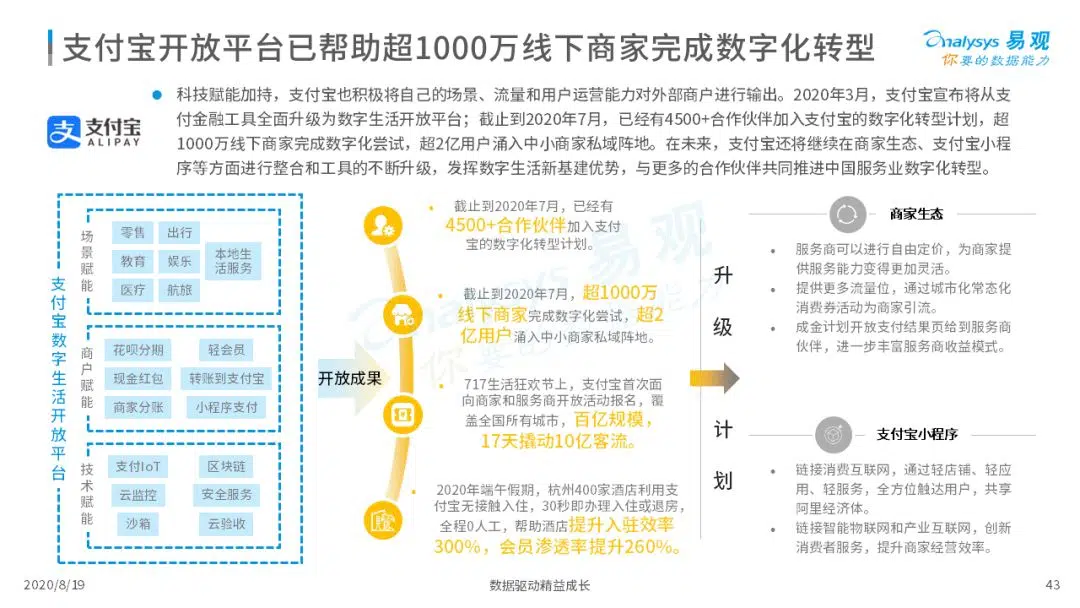 支付宝开放平台已帮助超1000万线下商家完成数字化转型
analysys 易观
你要的数据能力
支付宝
ALIPAY
● 科技赋能加持，支付宝也积极将自己的场景、流量和用户运营能力对外部商户进行输出。2020年3月，支付宝宣布将从支
付金融工具全面升级为数字生活开放平台；截止到2020年7月，已经有4500+合作伙伴加入支付宝的数字化转型计划，超
1000万线下商家完成数字化尝试，超2亿用户涌入中小商家私域阵地。在未来，支付宝还将继续在商家生态、支付宝小程
序等方面进行整合和工具的不断升级，发挥数字生活新基建优势，与更多的合作伙伴共同推进中国服务业数字化转型。
支付宝数字生活开放平台
场景赋能
零售 出行
教育 娱乐
医疗 航旅
本地生
活服务
商户赋能
花呗分期 轻会员
现金红包 转账到支付宝
商家分账 小程序支付
技术赋能
支付IoT 区块链
云监控 安全服务
沙箱 云验收
开放成果
• 截止到2020年7月，已经有
4500+合作伙伴加入支付
宝的数字化转型计划。
• 截止到2020年7月，超1000万
线下商家完成数字化尝试，超2
亿用户涌入中小商家私域阵地。
• 717生活狂欢节上，支付宝首次面
向商家和服务商开放活动报名，覆
盖全国所有城市，百亿规模，
17天撬动10亿客流。
• 2020年端午假期，杭州400家酒店利用支
付宝无接触入住，30秒即办理入住或退房，
全程0人工，帮助酒店提升入驻效率
300%，会员渗透率提升260%。
升级计划
商家生态
• 服务商可以进行自由定价，为商家提
供服务能力变得更加灵活。
• 提供更多流量位，通过城市化常态化
消费券活动为商家引流。
• 成金计划开放支付结果页给到服务商
伙伴，进一步丰富服务商收益模式。
支付宝小程序
• 链接消费互联网，通过轻店铺、轻应
用、轻服务，全方位触达用户，共享
阿里经济体。
• 链接智能物联网和产业互联网，创新
消费者服务，提升商家经营效率。
analysys 易观
你要的数据能力
2020/8/19
数据驱动精益成长
43